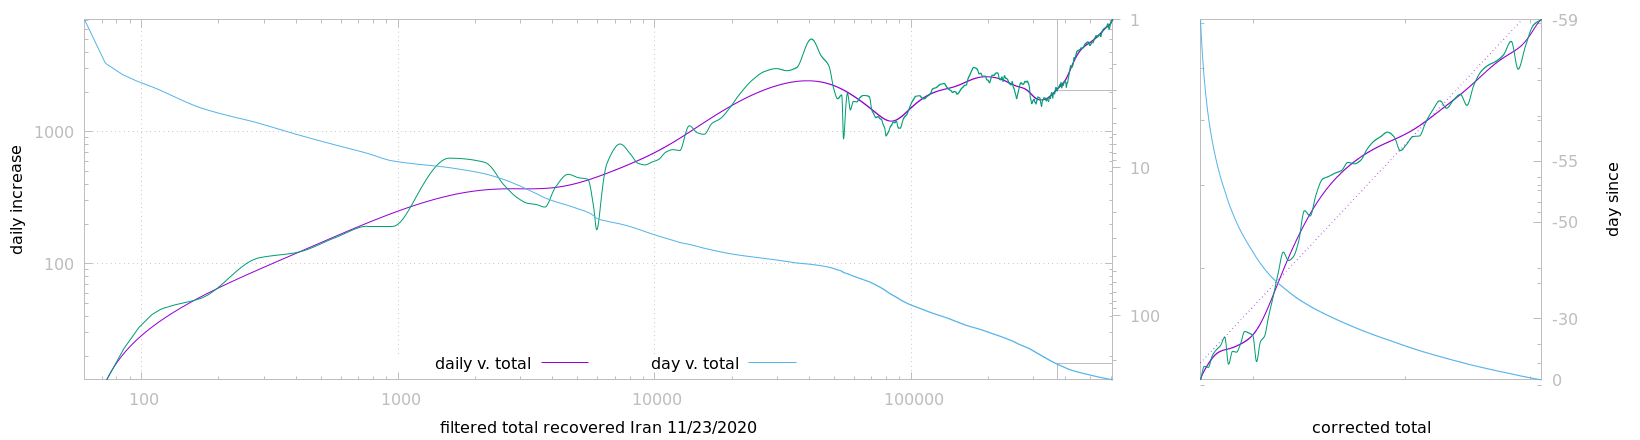 daily increase
1000
100
daily v. total
day v. total
100
1000
10000
100000
filtered total recovered Iran 11/23/2020
1
10
100
-59
-55
-50
-30
0
day since
corrected total